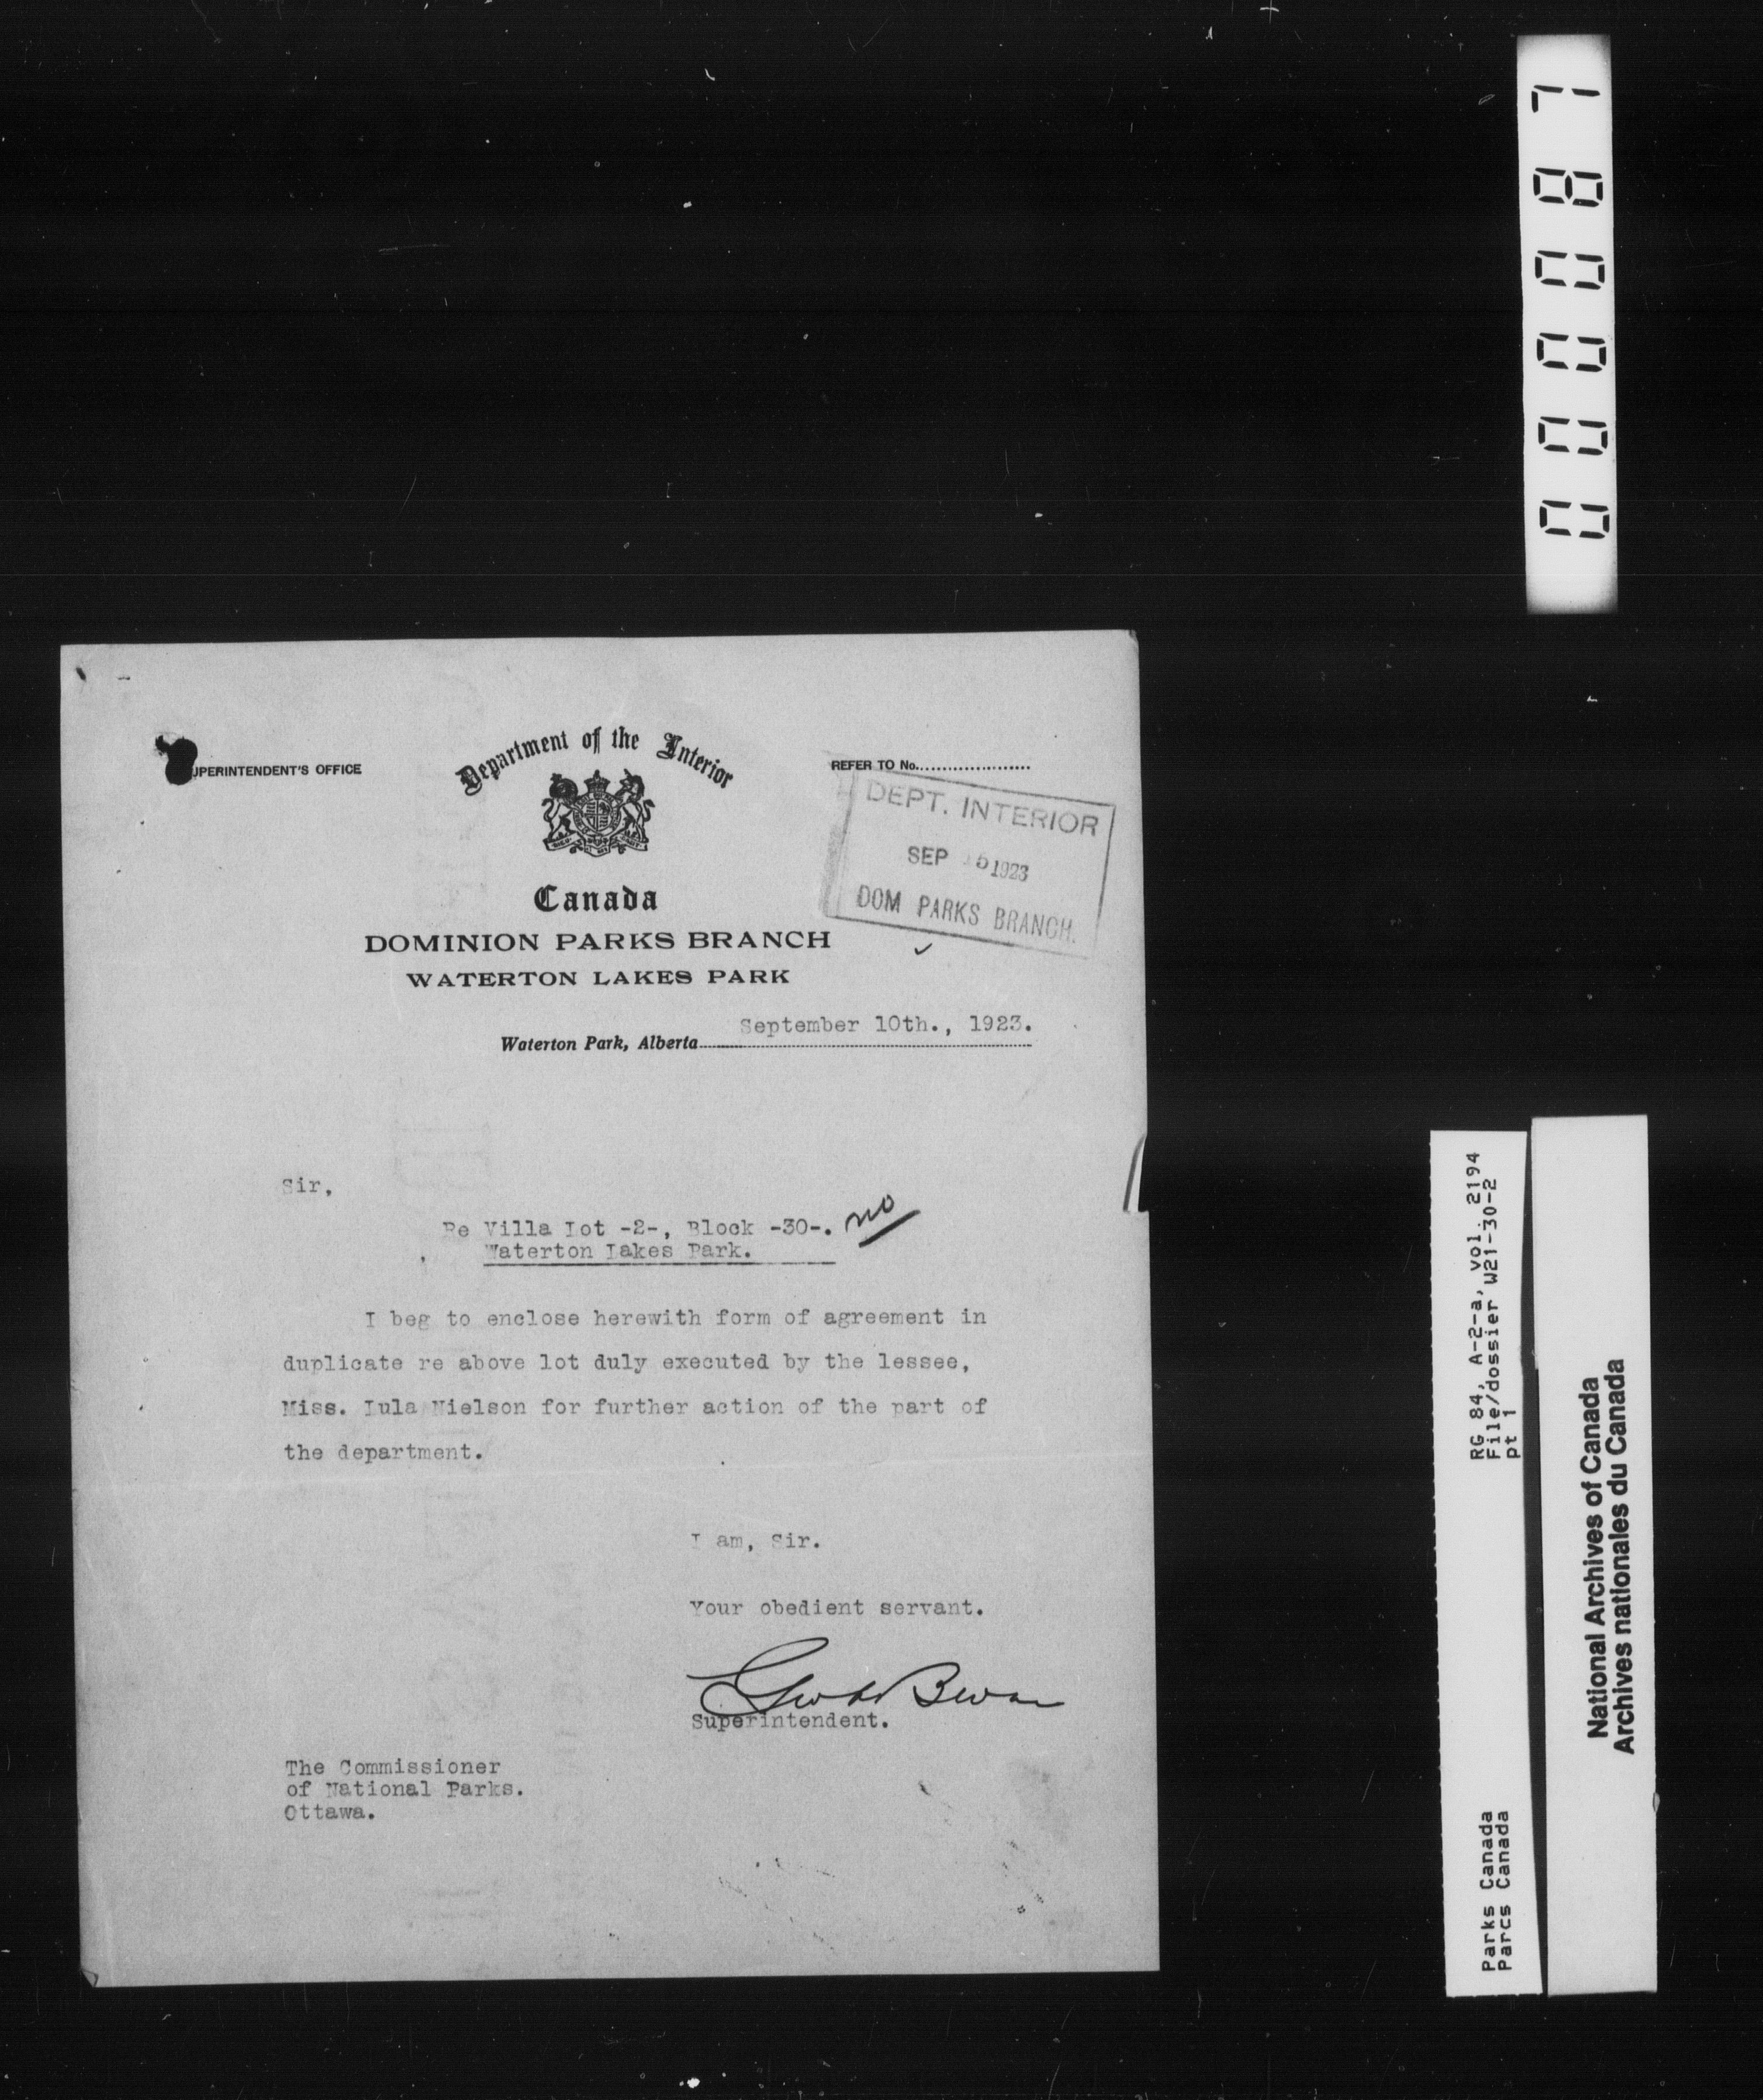 000087
SUPERINTENDENT'S OFFICE
Department of the Interior
REFER TO No.....................
DEPT. INTERIOR
SEP 15 1923
DOM PARKS BRANCH.
Canada
DOMINION PARKS BRANCH
WATERTON LAKES PARK
Waterton Park, Alberta September 10th., 1923.
Sir,
Re Villa Lot -2-, Block -30-. no
Waterton Lakes Park.
I beg to enclose herewith form of agreement in
duplicate re above lot duly executed by the lessee,
Miss. Lula Nielson for further action of the part of
the department.
I am, Sir.
Your obedient servant.
Superintendent.
The Commissioner
of National Parks.
Ottawa.
RG 84, A-2-a, vol. 2194
File/dossier W21-30-2
pt 1
Parks Canada
Parcs Canada
National Archives of Canada
Archives nationales du Canada